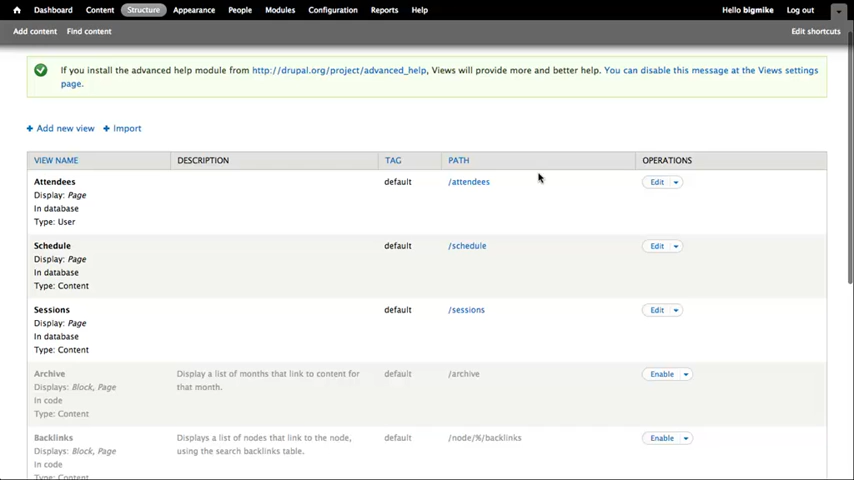 Dashboard Content Structure Appearance People Modules Configuration Reports Help Hello bigmike Log out
Add content Find content Edit shortcuts
If you install the advanced help module from http://drupal.org/project/advanced_help, Views will provide more and better help. You can disable this message at the Views settings
page.
+ Add new view + Import
VIEW NAME DESCRIPTION TAG PATH OPERATIONS
Attendees default /attendees Edit
Display: Page
In database
Type: User
Schedule default /schedule Edit
Display: Page
In database
Type: Content
Sessions default /sessions Edit
Display: Page
In database
Type: Content
Archive Display a list of months that link to content for default /archive Enable
Displays: Block, Page that month.
In code
Type: Content
Backlinks Displays a list of nodes that link to the node, default /node/%/backlinks Enable
Displays: Block, Page using the search backlinks table.
In code
Type: Content